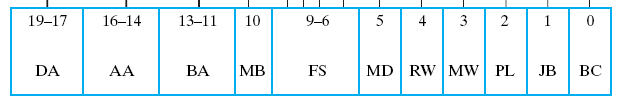 19–17 16–14 13–11 10 9–6 5 4 3 2 1 0
DA AA BA MB FS MD RW MW PL JB BC